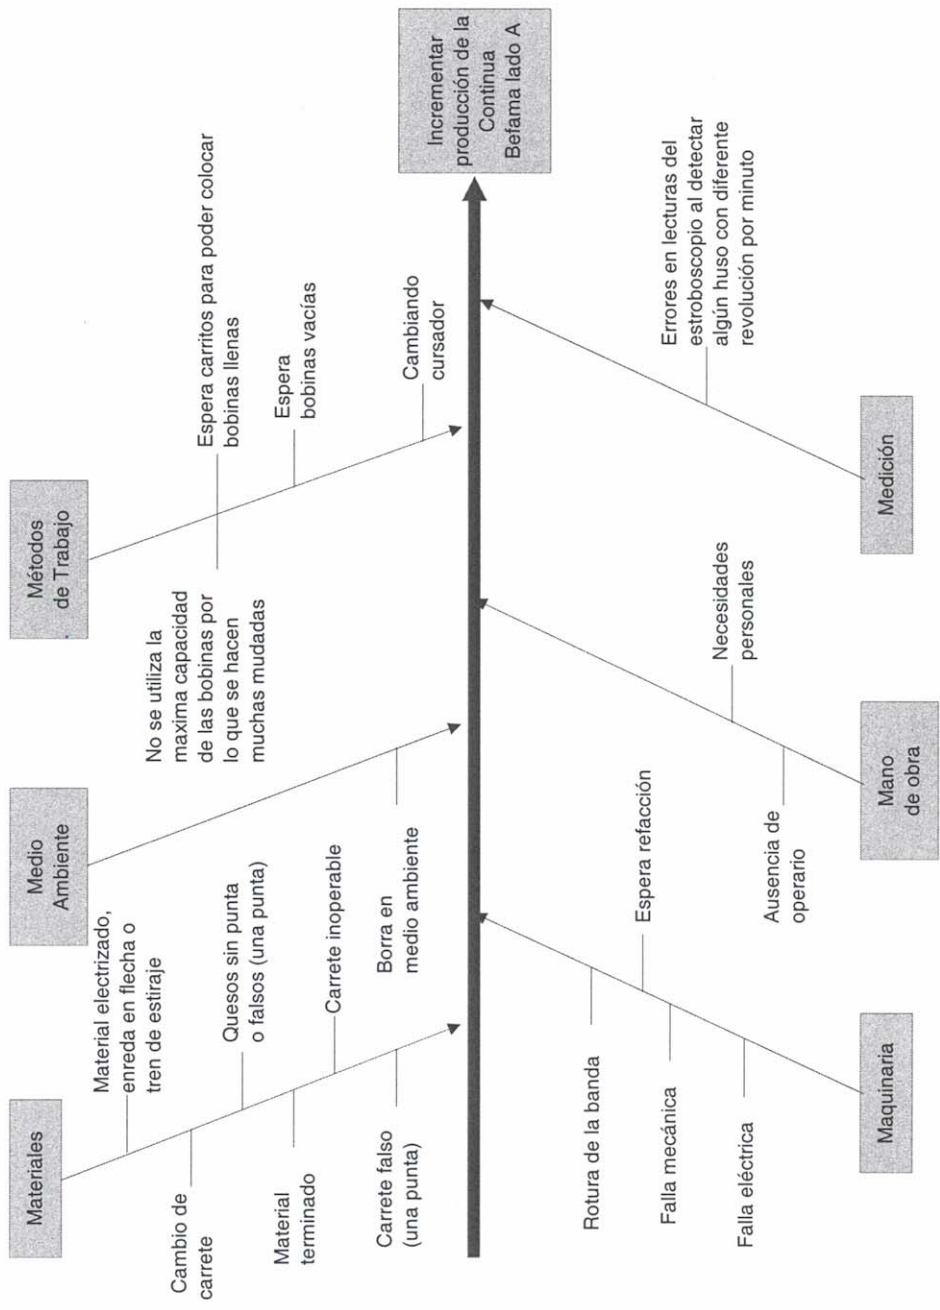 Materiales
Medio
Ambiente
Métodos
de Trabajo
Material electrizado,
enreda en flecha o
tren de estiraje
Cambio de
carrete
Quesos sin punta
o falsos (una punta)
Material
terminado
Carrete inoperable
Carrete falso
(una punta)
Borra en
medio ambiente
No se utiliza la
maxima capacidad
de las bobinas por
lo que se hacen
muchas mudadas
Espera carritos para poder colocar
bobinas llenas
Espera
bobinas vacías
Cambiando
cursador
Incrementar
producción de la
Continua
Befama lado A
Rotura de la banda
Espera refacción
Falla mecánica
Falla eléctrica
Necesidades
personales
Ausencia de
operario
Errores en lecturas del
estroboscopio al detectar
algún huso con diferente
revolución por minuto
Maquinaria
Mano
de obra
Medición